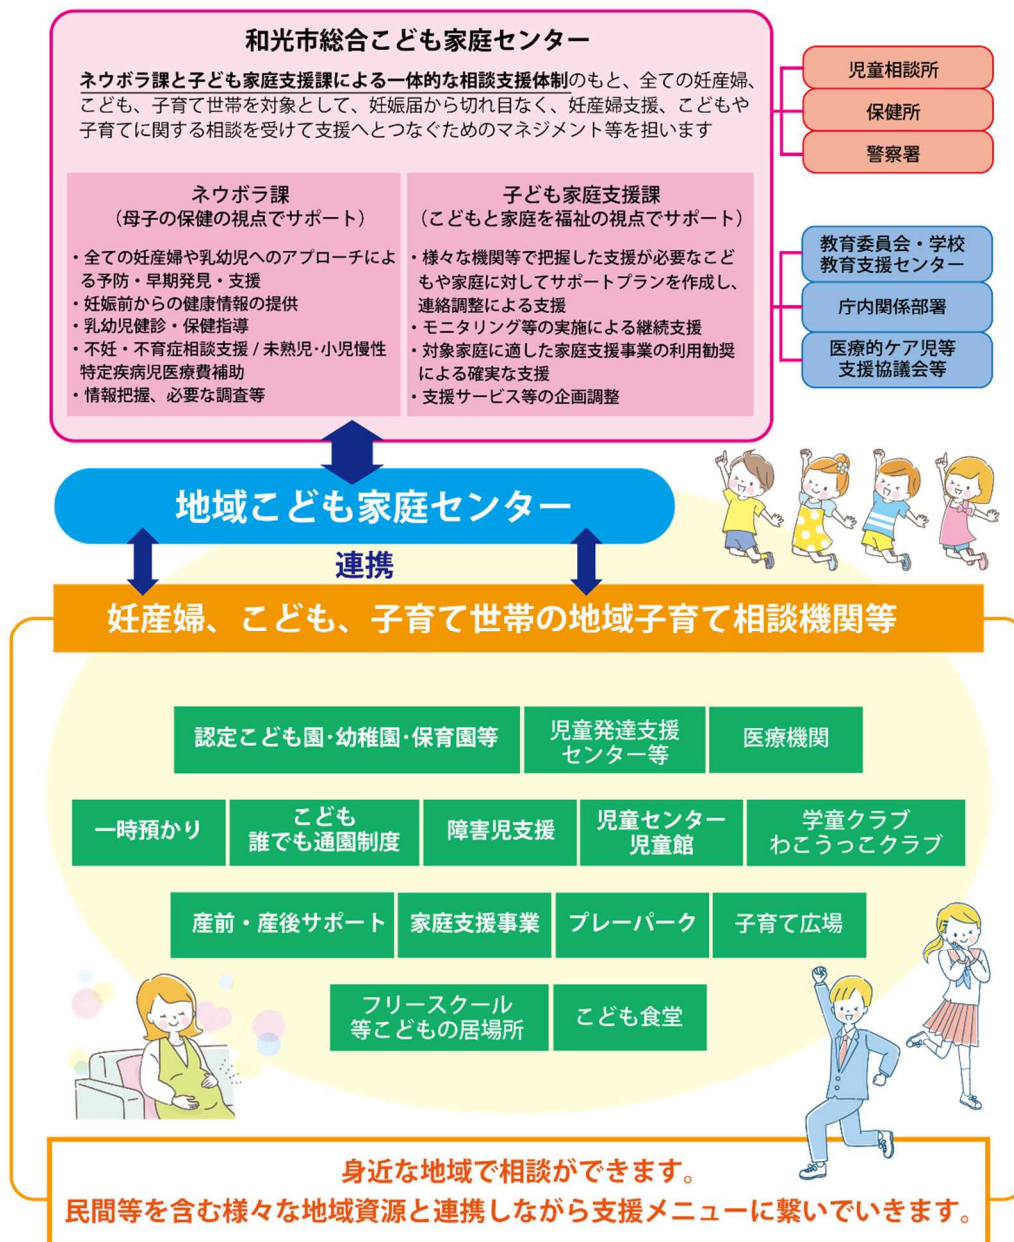 和光市総合こども家庭センター
ネウボラ課と子ども家庭支援課による一体的な相談支援体制のもと、全ての妊産婦、
こども、子育て世帯を対象として、妊娠届から切れ目なく、妊産婦支援、こどもや
子育てに関する相談を受けて支援へとつなぐためのマネジメント等を担います
児童相談所
保健所
警察署
ネウボラ課
（母子の保健の視点でサポート）
・全ての妊産婦や乳幼児へのアプローチによ
る予防・早期発見・支援
・妊娠前からの健康情報の提供
・乳幼児健診・保健指導
・不妊・不育症相談支援 / 未熟児・小児慢性
特定疾病児医療費補助
・情報把握、必要な調査等
子ども家庭支援課
（こどもと家庭を福祉の視点でサポート）
・様々な機関等で把握した支援が必要なこど
もや家庭に対してサポートプランを作成し、
連絡調整による支援
・モニタリング等の実施による継続支援
・対象家庭に適した家庭支援事業の利用勧奨
による確実な支援
・支援サービス等の企画調整
教育委員会・学校
教育支援センター
庁内関係部署
医療的ケア児等
支援協議会等
地域こども家庭センター
連携
妊産婦、こども、子育て世帯の地域子育て相談機関等
認定こども園・幼稚園・保育園等
児童発達支援
センター等
医療機関
一時預かり
こども
誰でも通園制度
障害児支援
児童センター
児童館
学童クラブ
わこうっこクラブ
産前・産後サポート
家庭支援事業
プレーパーク
子育て広場
フリースクール
等こどもの居場所
こども食堂
身近な地域で相談ができます。
民間等を含む様々な地域資源と連携しながら支援メニューに繋いでいきます。